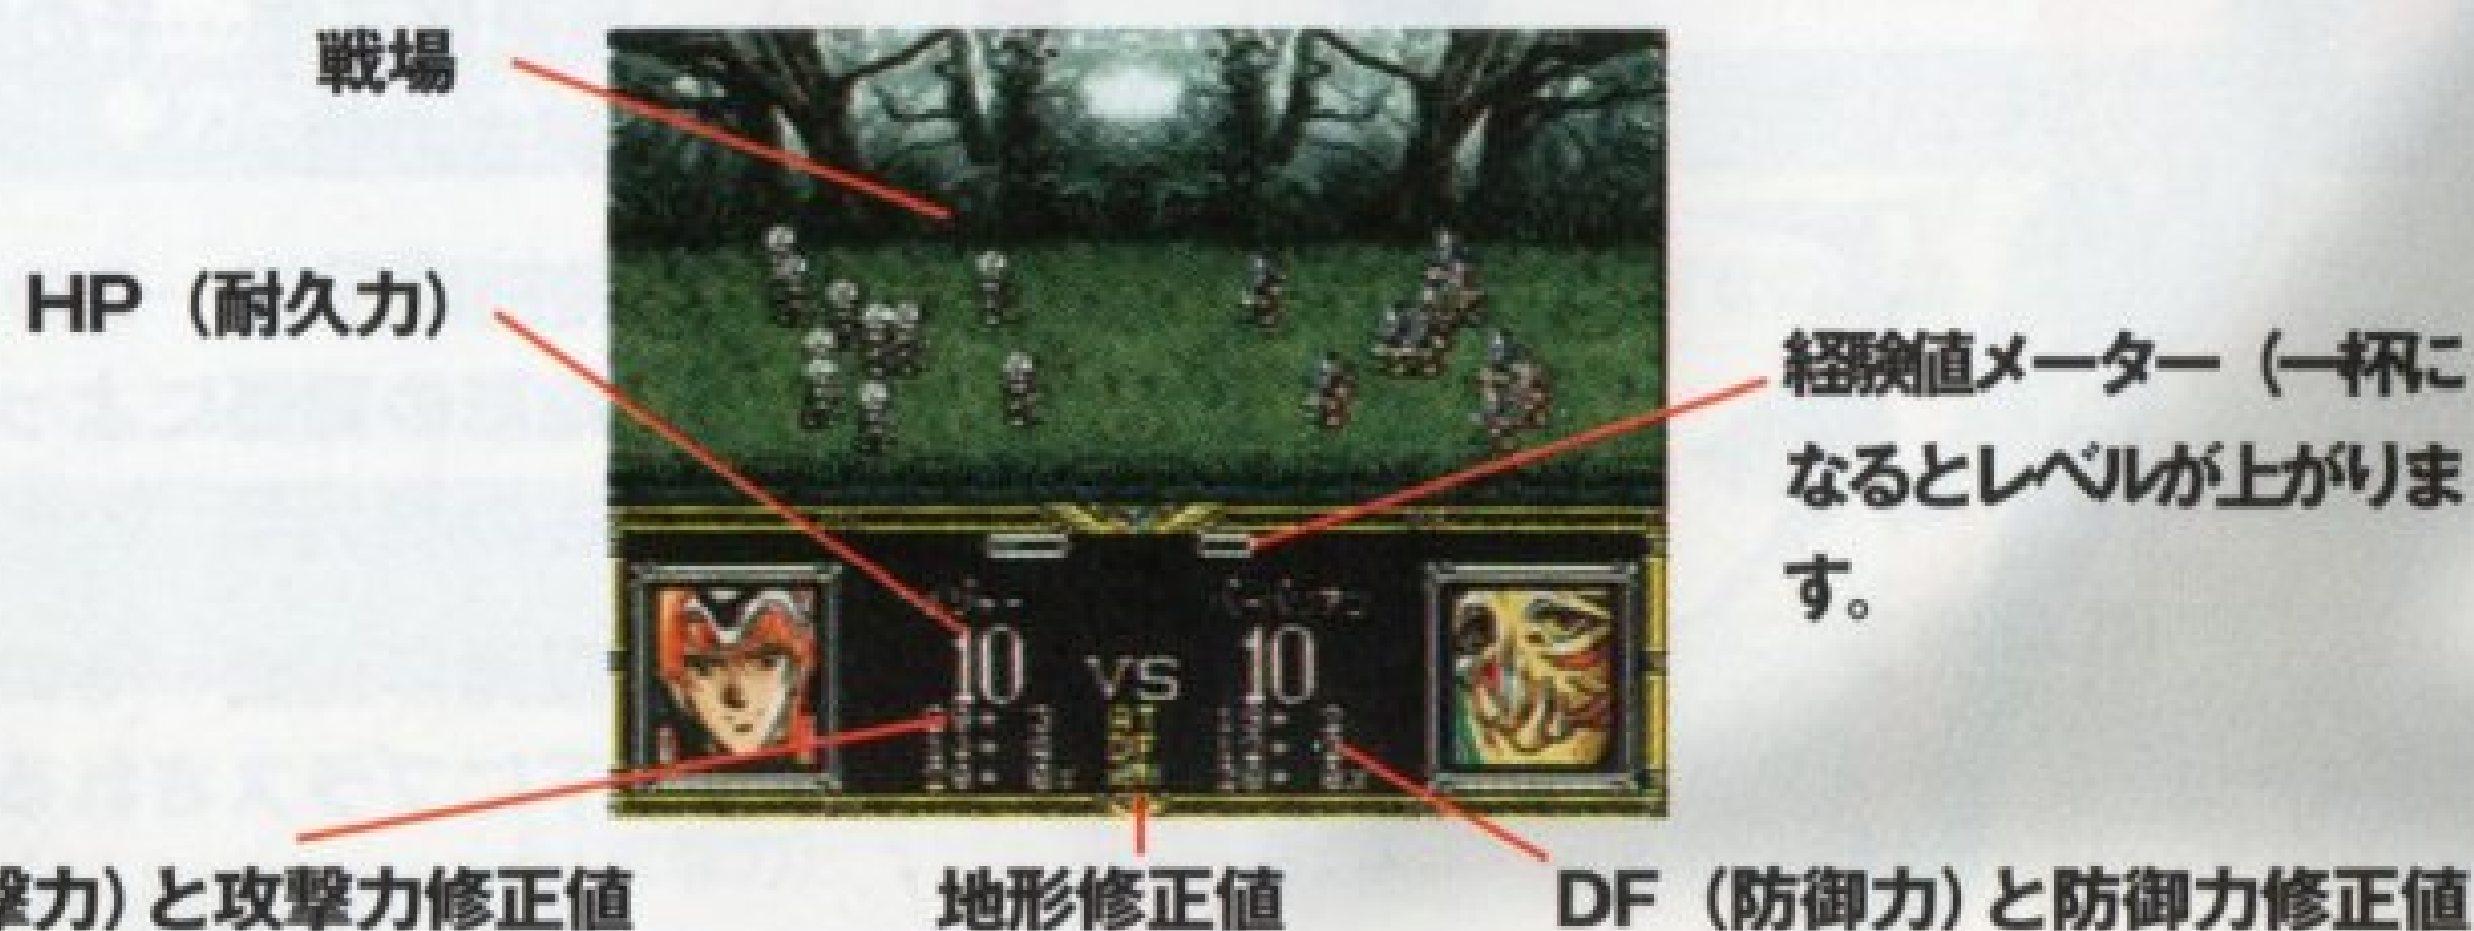 戦場
HP（耐久力）
経験値メーター（一杯に
なるとレベルが上がりま
す。
10 VS 10
撃力）と攻撃力修正値
地形修正値
DF（防御力）と防御力修正値